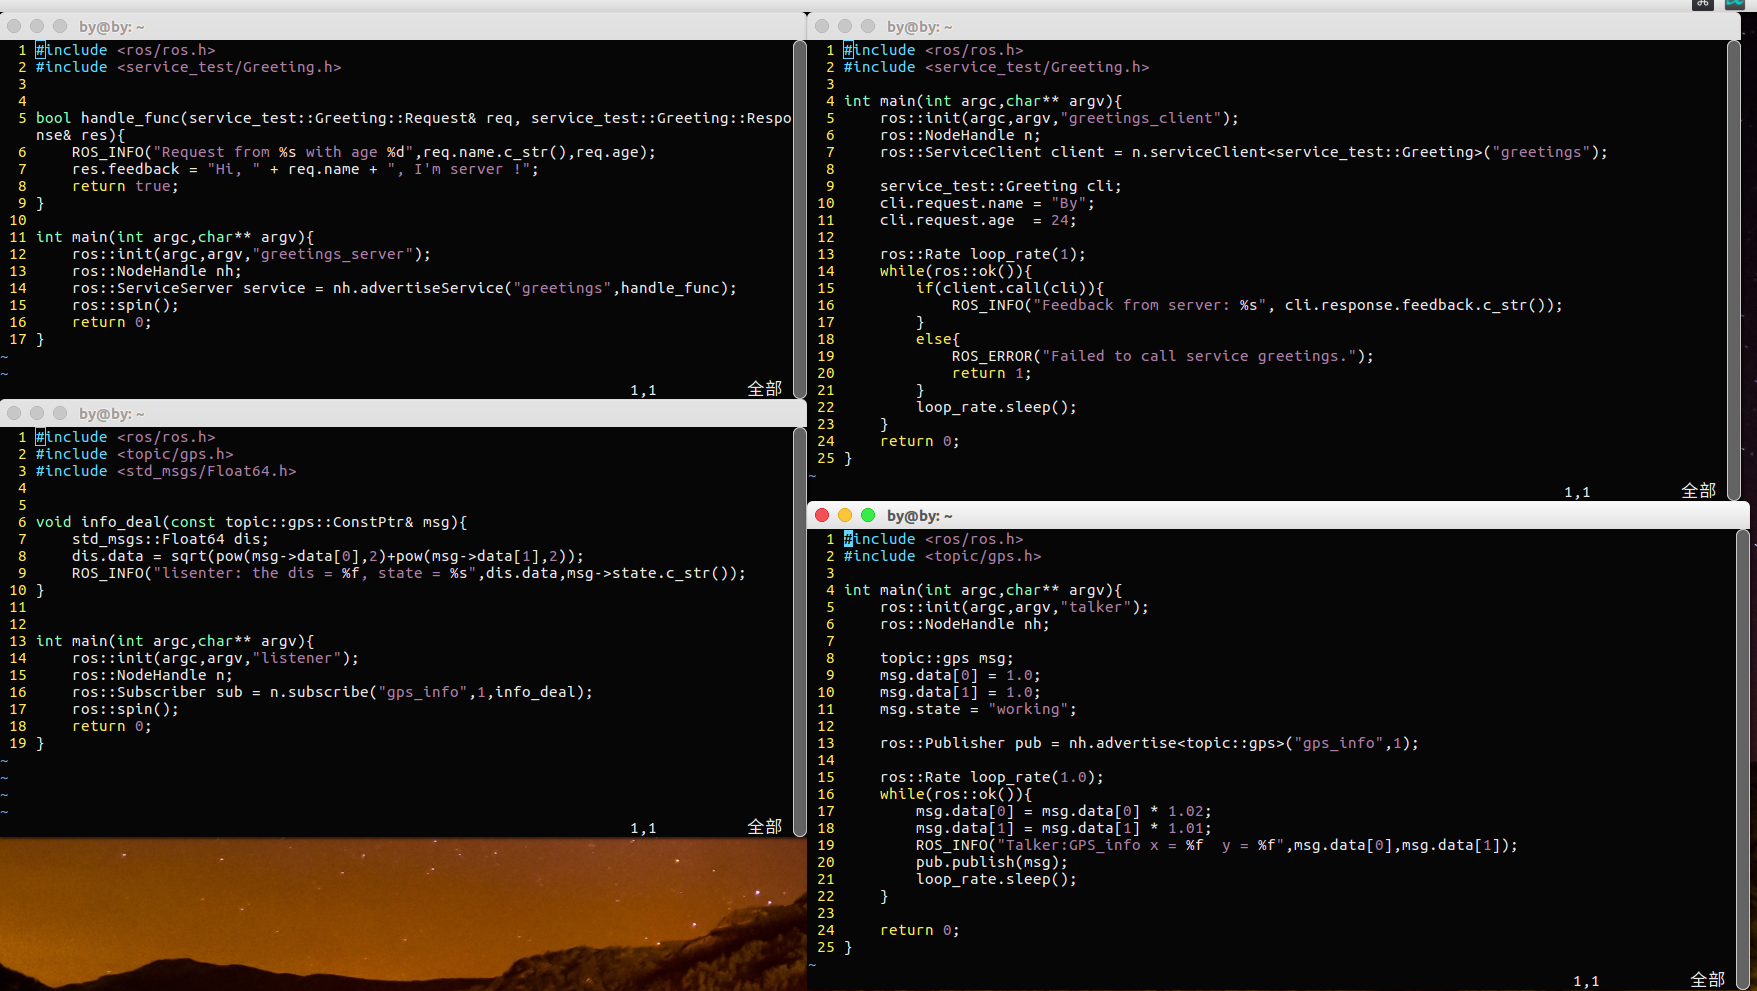 by@by: ~
1 #include <ros/ros.h>
2 #include <service_test/Greeting.h>
3
4
5 bool handle_func(service_test::Greeting::Request& req, service_test::Greeting::Respo
nse& res){
6     ROS_INFO("Request from %s with age %d",req.name.c_str(),req.age);
7     res.feedback = "Hi, " + req.name + ", I'm server !";
8     return true;
9 }
10
11 int main(int argc,char** argv){
12     ros::init(argc,argv,"greetings_server");
13     ros::NodeHandle nh;
14     ros::ServiceServer service = nh.advertiseService("greetings",handle_func);
15     ros::spin();
16     return 0;
17 }
~
~
1,1 全部
by@by: ~
1 #include <ros/ros.h>
2 #include <service_test/Greeting.h>
3
4 int main(int argc,char** argv){
5     ros::init(argc,argv,"greetings_client");
6     ros::NodeHandle n;
7     ros::ServiceClient client = n.serviceClient<service_test::Greeting>("greetings");
8
9     service_test::Greeting cli;
10     cli.request.name = "By";
11     cli.request.age  = 24;
12
13     ros::Rate loop_rate(1);
14     while(ros::ok()){
15         if(client.call(cli)){
16             ROS_INFO("Feedback from server: %s", cli.response.feedback.c_str());
17         }
18         else{
19             ROS_ERROR("Failed to call service greetings.");
20             return 1;
21         }
22         loop_rate.sleep();
23     }
24     return 0;
25 }
~
1,1 全部
by@by: ~
1 #include <ros/ros.h>
2 #include <topic/gps.h>
3 #include <std_msgs/Float64.h>
4
5
6 void info_deal(const topic::gps::ConstPtr& msg){
7     std_msgs::Float64 dis;
8     dis.data = sqrt(pow(msg->data[0],2)+pow(msg->data[1],2));
9     ROS_INFO("lisenter: the dis = %f, state = %s",dis.data,msg->state.c_str());
10 }
11
12
13 int main(int argc,char** argv){
14     ros::init(argc,argv,"listener");
15     ros::NodeHandle n;
16     ros::Subscriber sub = n.subscribe("gps_info",1,info_deal);
17     ros::spin();
18     return 0;
19 }
~
~
~
~
1,1 全部
by@by: ~
1 #include <ros/ros.h>
2 #include <topic/gps.h>
3
4 int main(int argc,char** argv){
5     ros::init(argc,argv,"talker");
6     ros::NodeHandle nh;
7
8     topic::gps msg;
9     msg.data[0] = 1.0;
10     msg.data[1] = 1.0;
11     msg.state = "working";
12
13     ros::Publisher pub = nh.advertise<topic::gps>("gps_info",1);
14
15     ros::Rate loop_rate(1.0);
16     while(ros::ok()){
17         msg.data[0] = msg.data[0] * 1.02;
18         msg.data[1] = msg.data[1] * 1.01;
19         ROS_INFO("Talker:GPS_info x = %f  y = %f",msg.data[0],msg.data[1]);
20         pub.publish(msg);
21         loop_rate.sleep();
22     }
23
24     return 0;
25 }
~
1,1 全部